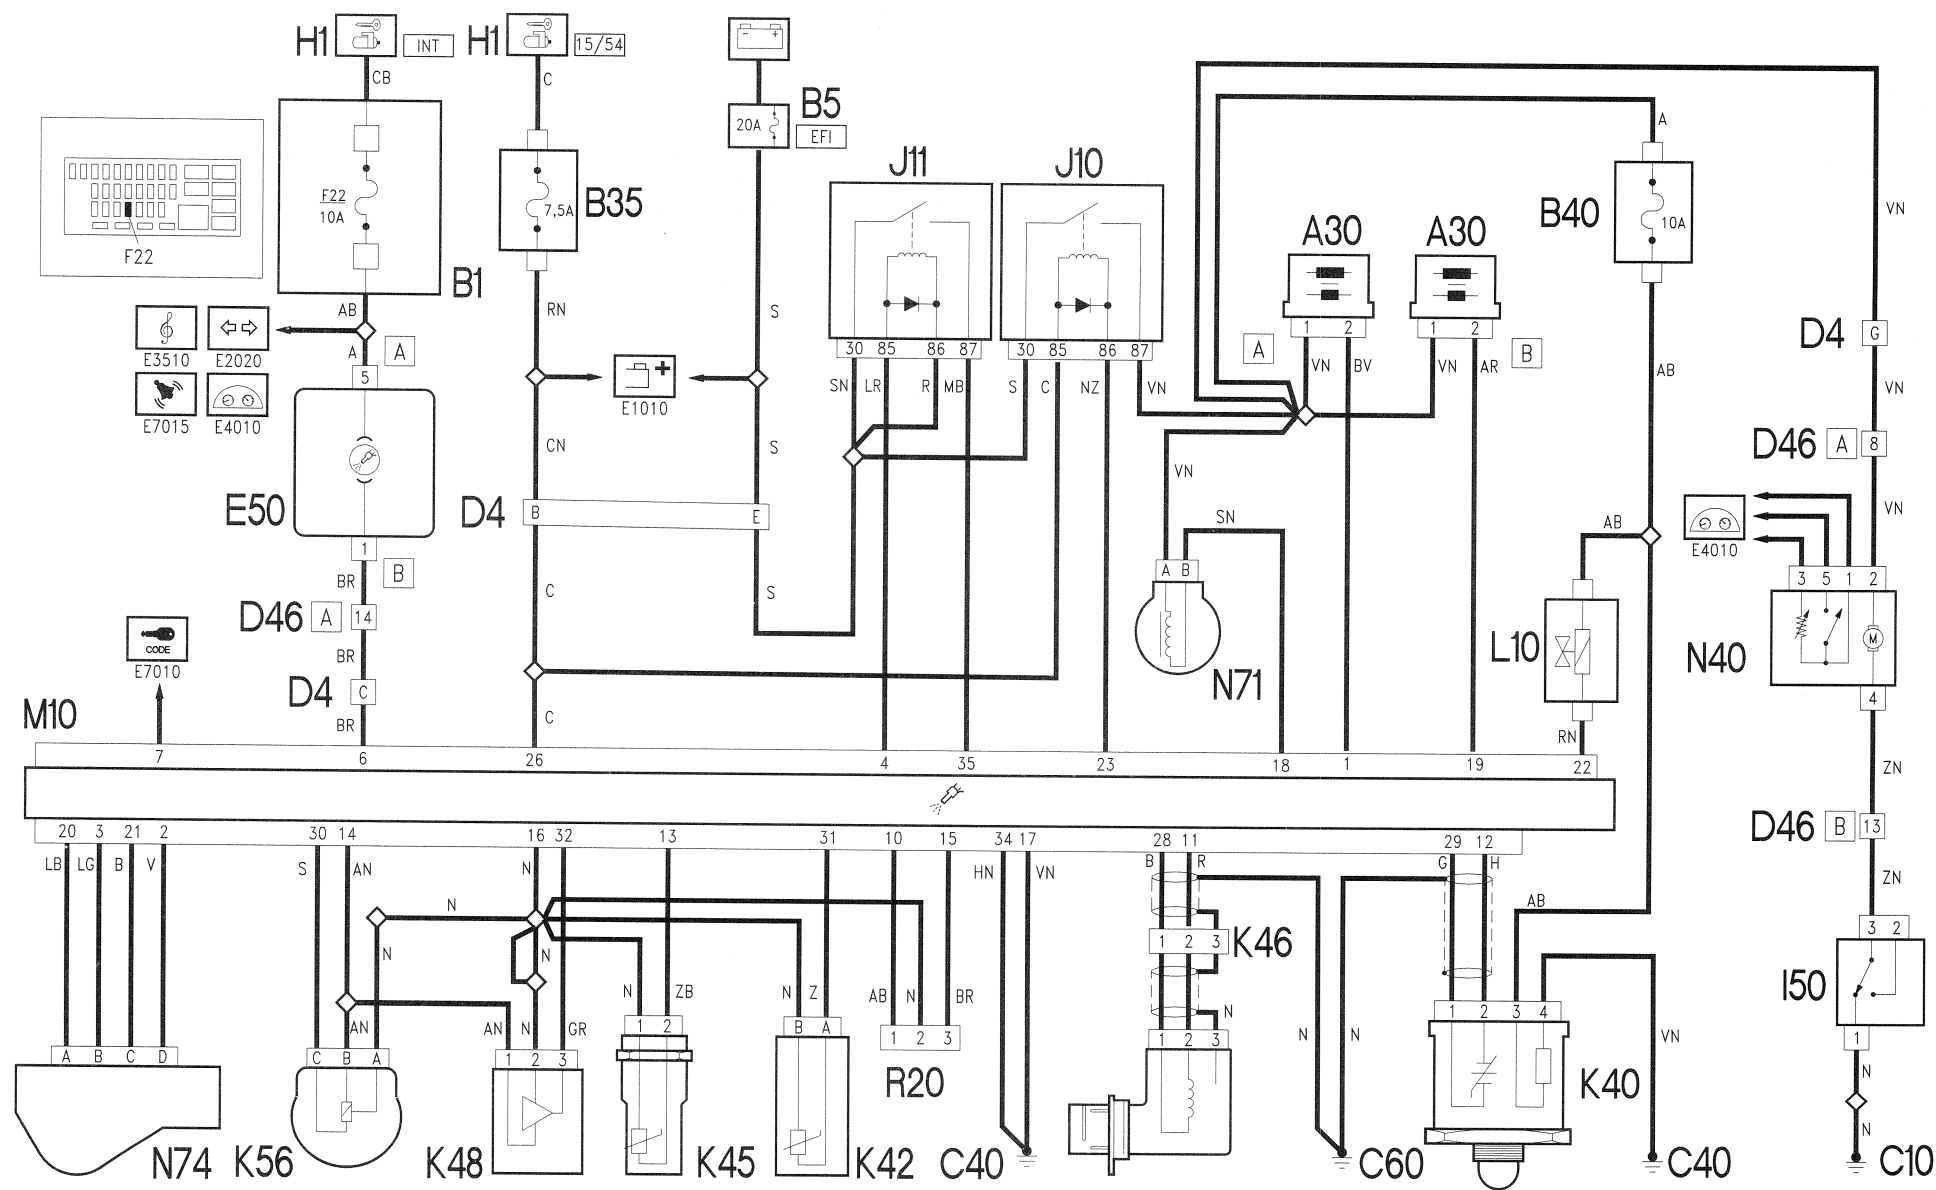 H1 INT
H1 15/54
CB
C
B5
20A
EFI
J11
J10
A
B40
10A
VN
F22
F22
10A
B1
7,5A
B35
A30
A30
AB
RN
S
E3510
E2020
A
A
5
E7015
E4010
E1010
30 85 86 87
30 85 86 87
SN LR R MB
S C NZ VN
1 2
1 2
A
B
VN BV
VN AR
D4 G
AB
VN
CN
S
D46 A 8
E50
D4 B E
VN
SN
AB
VN
E4010
1
B
BR
D46 A 14
C
S
A B
3 5 1 2
M
BR
CODE
E7010
D4 C
N71
L10
N40
4
BR
C
RN
M10
7 6 26 4 35 23 18 1 19 22
ZN
20 3 21 2 30 14 16 32 13 31 10 15 34 17 28 11 29 12
D46 B 13
LB LG B V S AN N HN VN B R G H
ZN
N
AB
N
N
1 2 3
K46
3 2
I50
N ZB
N Z
AB N BR
AN
AN N GR
N
N N
VN
1 2
B A
1 2 3
1 2 3
1 2 3 4
1
A B C D
C B A
1 2 3
R20
K40
N
N
N74
K56
K48
K45
K42
C40
C60
C40
C10